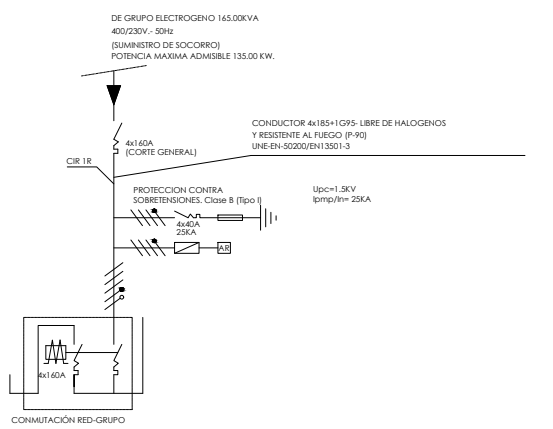 DE GRUPO ELECTROGENO 165.00KVA
400/230V.- 50Hz
(SUMINISTRO DE SOCORRO)
POTENCIA MAXIMA ADMISIBLE 135.00 KW.
CONDUCTOR 4x185+1G95- LIBRE DE HALOGENOS
Y RESISTENTE AL FUEGO (P-90)
UNE-EN-50200/EN13501-3
4x160A
(CORTE GENERAL)
CIR 1R
PROTECCION CONTRA
SOBRETENSIONES. Clase B (Tipo I)
Upc=1.5KV
Ipmp/In= 25KA
4x40A
25KA
AR
4x160A
CONMUTACIÓN RED-GRUPO